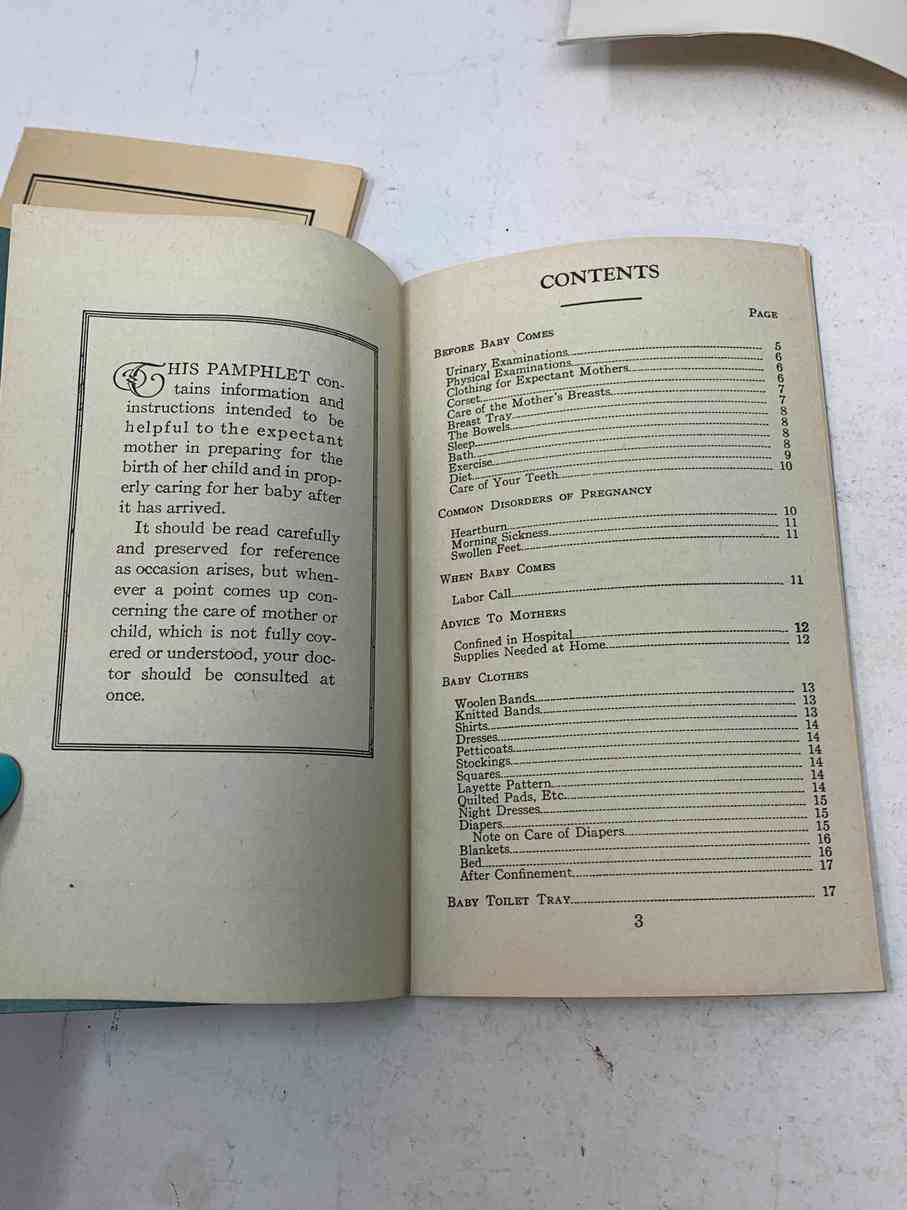 THIS PAMPHLET con-
tains information and
instructions intended to be
helpful to the expectant
mother in preparing for the
birth of her child and in prop-
erly caring for her baby after
it has arrived.
It should be read carefully
and preserved for reference
as occasion arises, but when-
ever a point comes up con-
cerning the care of mother or
child, which is not fully cov-
ered or understood, your doc-
tor should be consulted at
once.
CONTENTS
PAGE
BEFORE BABY COMES
Urinary Examinations 5
Physical Examinations 6
Clothing for Expectant Mothers 6
Corset 6
Care of the Mother's Breasts 7
Breast Tray 7
The Bowels 8
Sleep 8
Bath 8
Exercise 8
Diet 9
Care of Your Teeth 10
COMMON DISORDERS OF PREGNANCY
Heartburn 10
Morning Sickness 11
Swollen Feet 11
WHEN BABY COMES
Labor Call 11
ADVICE TO MOTHERS
Confined in Hospital 12
Supplies Needed at Home 12
BABY CLOTHES
Woolen Bands 13
Knitted Bands 13
Shirts 13
Dresses 14
Petticoats 14
Stockings 14
Squares 14
Layette Pattern 14
Quilted Pads, Etc. 14
Night Dresses 15
Diapers 15
Note on Care of Diapers 15
Blankets 16
Bed 16
After Confinement 17
BABY TOILET TRAY 17
3